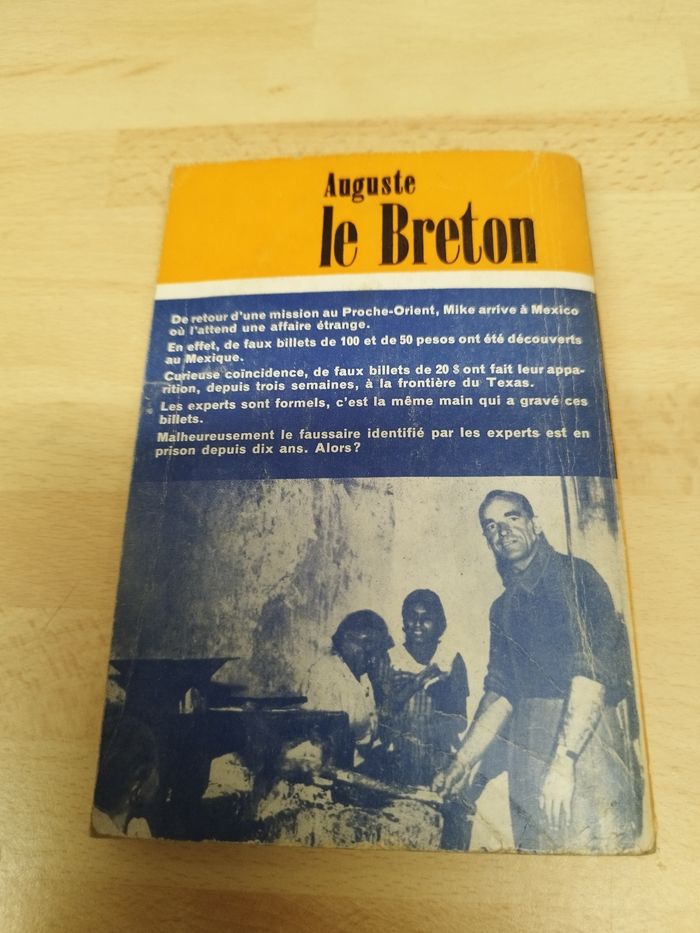 Auguste
le Breton
De retour d'une mission au Proche-Orient, Mike arrive à Mexico
où l'attend une affaire étrange.
En effet, de faux billets de 100 et de 50 pesos ont été découverts
au Mexique.
Curieuse coïncidence, de faux billets de 20 $ ont fait leur appa-
rition, depuis trois semaines, à la frontière du Texas.
Les experts sont formels, c'est la même main qui a gravé ces
billets.
Malheureusement le faussaire identifié par les experts est en
prison depuis dix ans. Alors?